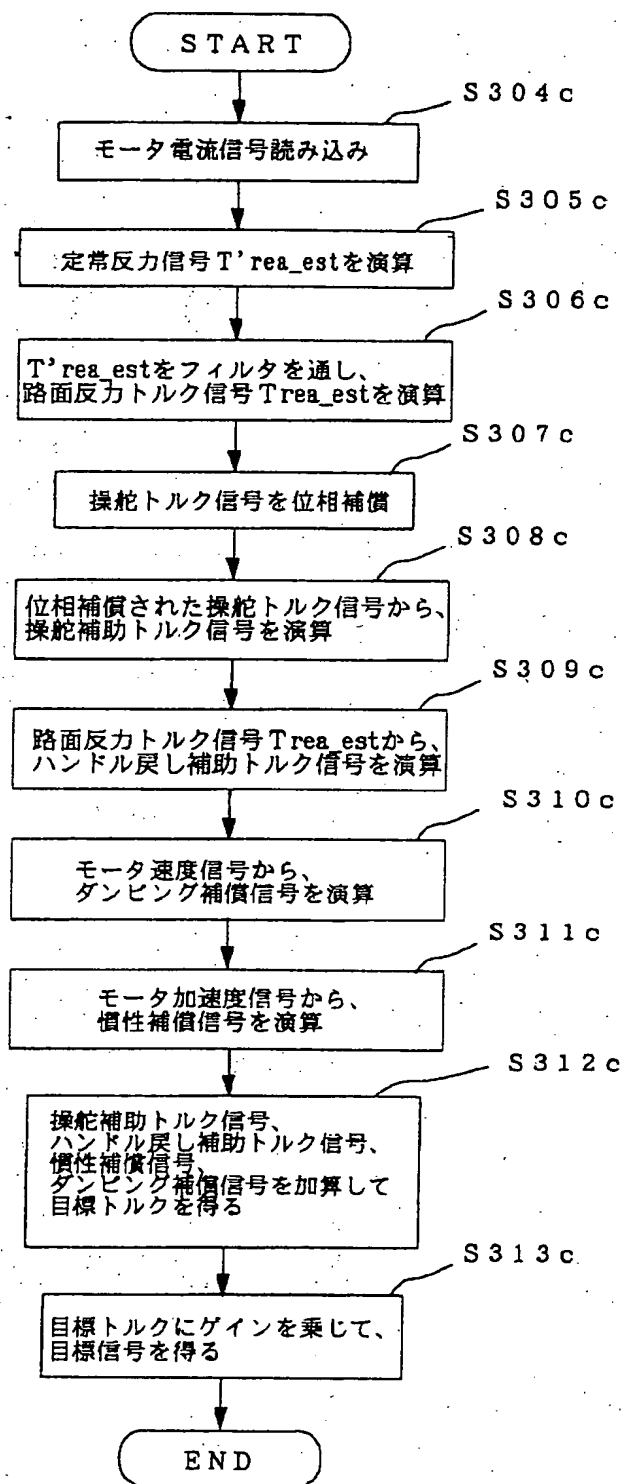 START
S304c
モータ電流信号読み込み
S305c
定常反力信号T'rea_estを演算
S306c
T'rea_estをフィルタを通し、
路面反力トルク信号Trea_estを演算
S307c
操舵トルク信号を位相補償
S308c
位相補償された操舵トルク信号から、
操舵補助トルク信号を演算
S309c
路面反力トルク信号Trea_estから、
ハンドル戻し補助トルク信号を演算
S310c
モータ速度信号から、
ダンピング補償信号を演算
S311c
モータ加速度信号から、
慣性補償信号を演算
S312c
操舵補助トルク信号、
ハンドル戻し補助トルク信号、
慣性補償信号、
ダンピング補償信号を加算して
目標トルクを得る
S313c
目標トルクにゲインを乗じて、
目標信号を得る
END